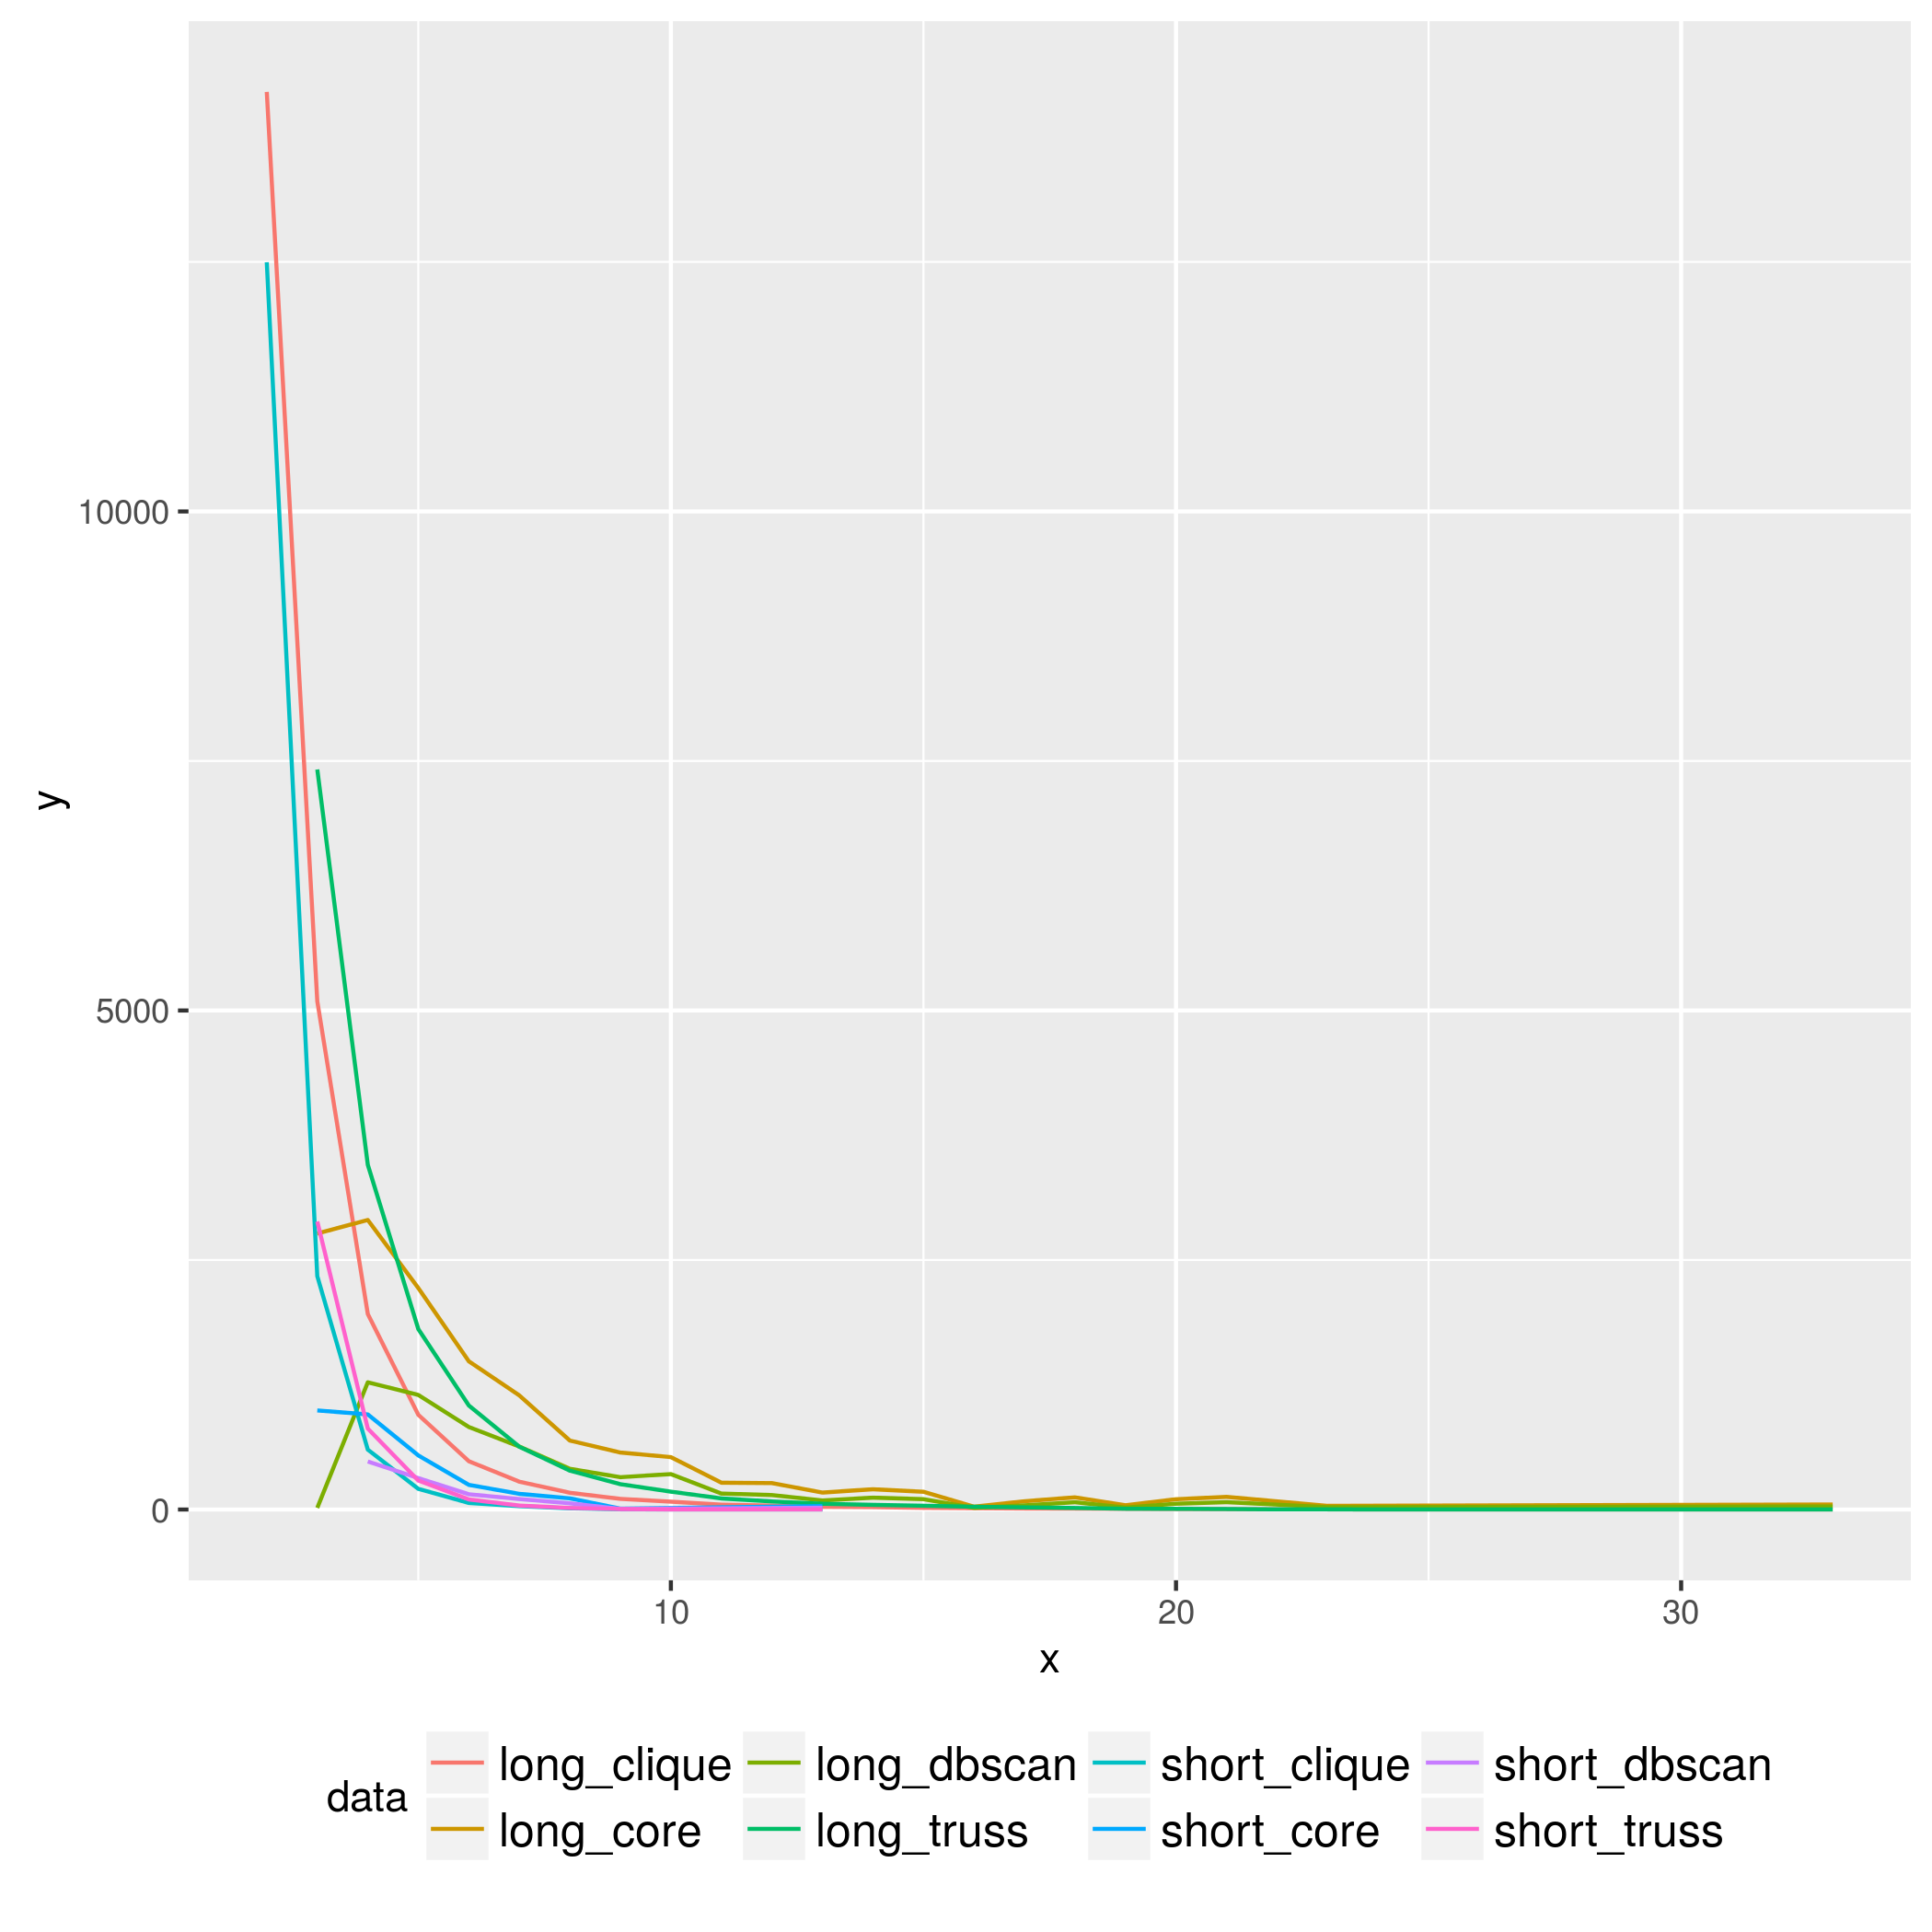 10000
5000
0
y
10 20 30
x
data
long_clique long_dbscan short_clique short_dbscan
long_core long_truss short_core short_truss